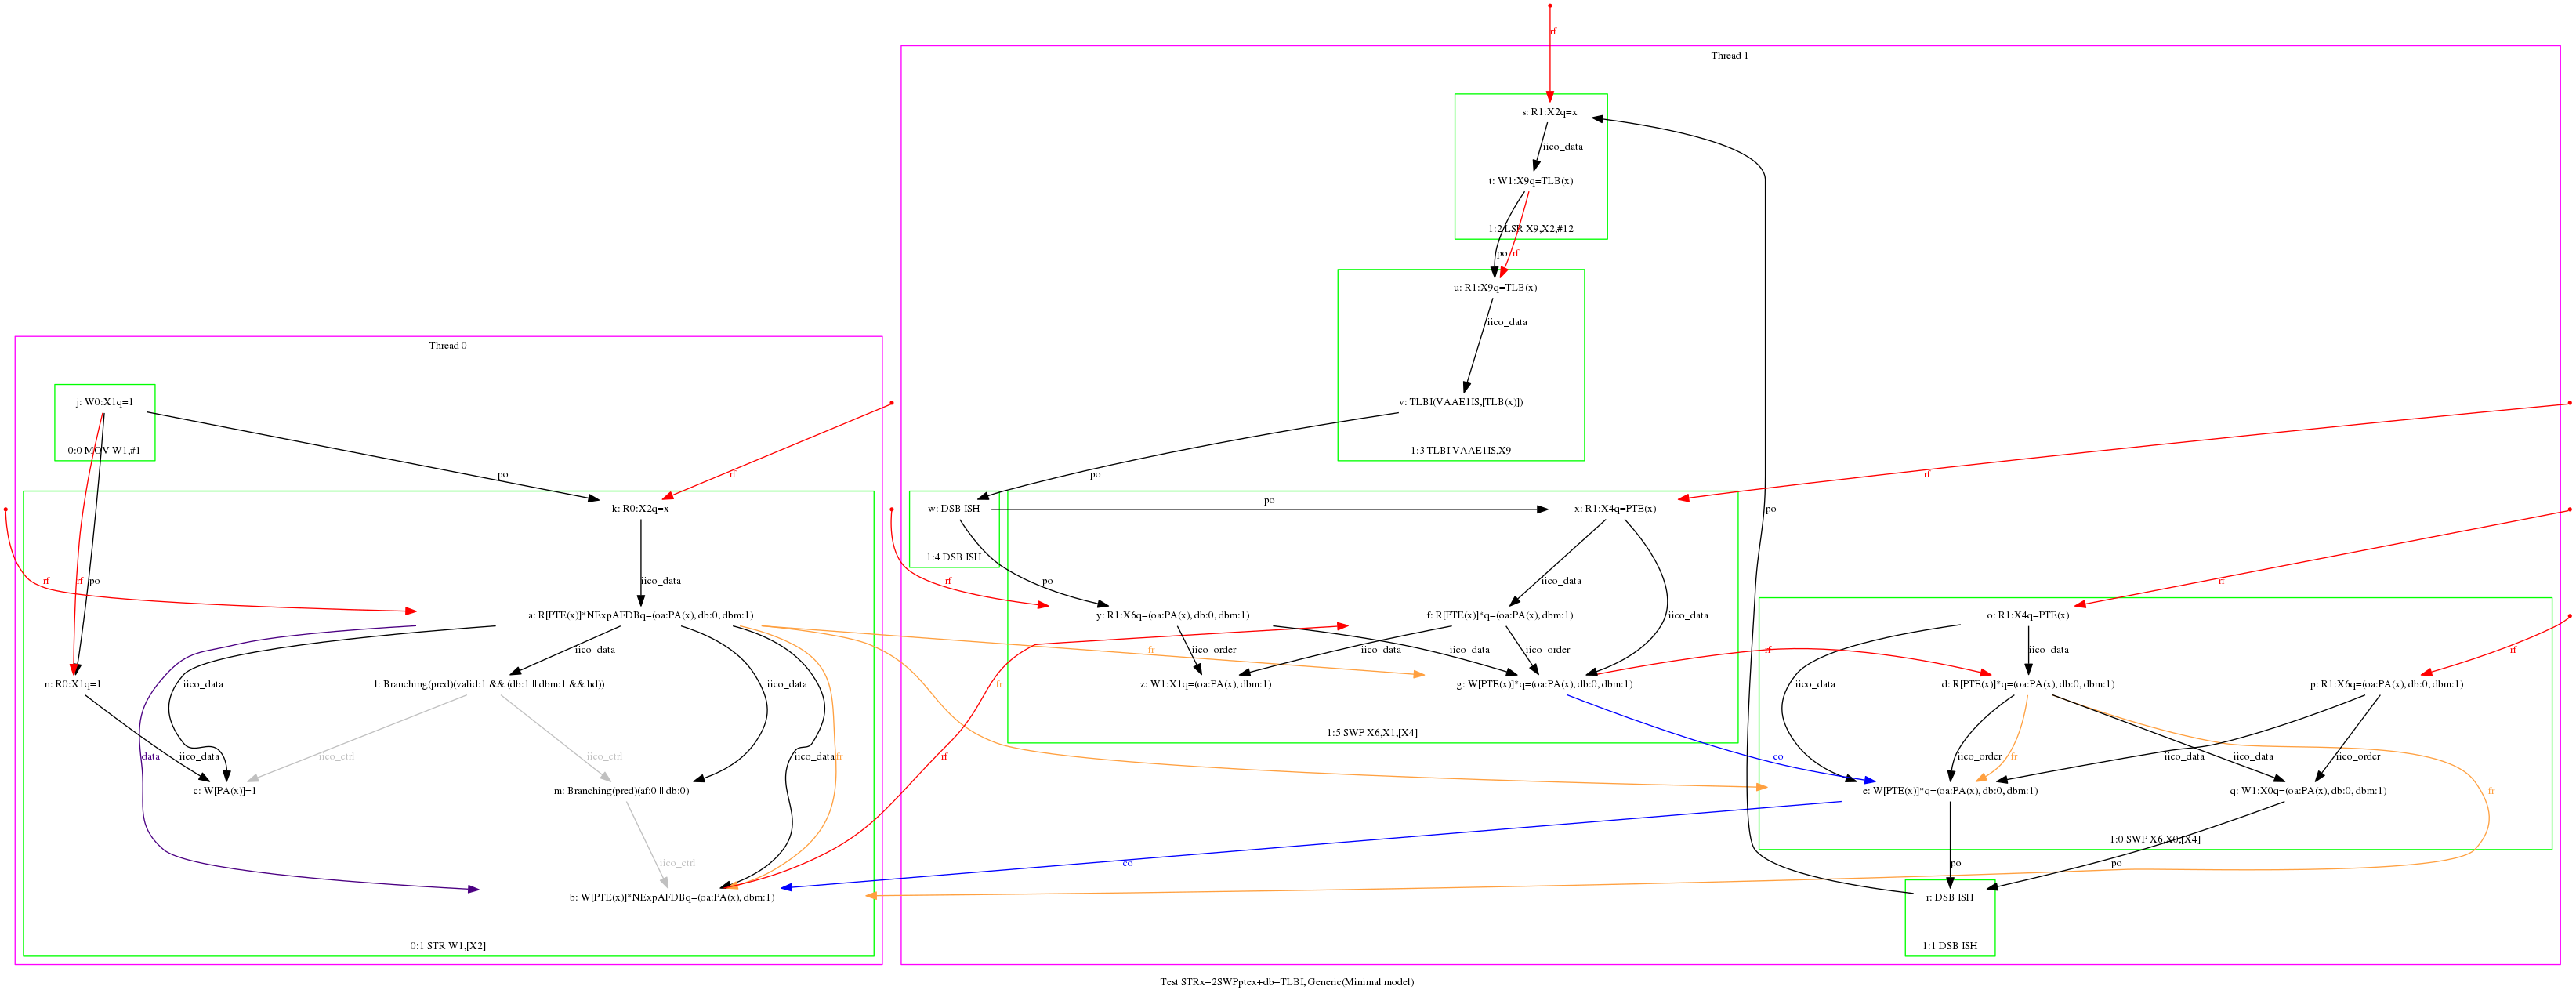 rf
Thread 1
s: R1:X2q=x
iico_data
t: W1:X9q=TLB(x)
1:2 LSR X9,X2,#12
po
rf
u: R1:X9q=TLB(x)
iico_data
v: TLBI(VAAE1IS,[TLB(x)])
1:3 TLBI VAAE1IS,X9
po
Thread 0
j: W0:X1q=1
0:0 MOV W1,#1
po
rf
k: R0:X2q=x
rf
rf
po
iico_data
a: R[PTE(x)]*NExpAFDBq=(oa:PA(x), db:0, dbm:1)
iico_data
n: R0:X1q=1
iico_data
l: Branching(pred)(valid:1 && (db:1 || dbm:1 && hd))
iico_data
data
iico_data
iico_ctrl
iico_ctrl
iico_data
fr
c: W[PA(x)]=1
m: Branching(pred)(af:0 || db:0)
iico_ctrl
b: W[PTE(x)]*NExpAFDBq=(oa:PA(x), dbm:1)
0:1 STR W1,[X2]
w: DSB ISH
1:4 DSB ISH
po
po
rf
x: R1:X4q=PTE(x)
rf
iico_data
y: R1:X6q=(oa:PA(x), db:0, dbm:1)
f: R[PTE(x)]*q=(oa:PA(x), dbm:1)
iico_data
fr
iico_order
iico_data
iico_data
iico_order
fr
z: W1:X1q=(oa:PA(x), dbm:1)
g: W[PTE(x)]*q=(oa:PA(x), db:0, dbm:1)
1:5 SWP X6,X1,[X4]
rf
rf
co
co
po
rf
o: R1:X4q=PTE(x)
iico_data
rf
iico_data
d: R[PTE(x)]*q=(oa:PA(x), db:0, dbm:1)
p: R1:X6q=(oa:PA(x), db:0, dbm:1)
iico_order
fr
iico_data
iico_data
iico_order
fr
e: W[PTE(x)]*q=(oa:PA(x), db:0, dbm:1)
q: W1:X0q=(oa:PA(x), db:0, dbm:1)
1:0 SWP X6,X0,[X4]
po
po
r: DSB ISH
1:1 DSB ISH
Test STRx+2SWPptex+db+TLBI, Generic(Minimal model)